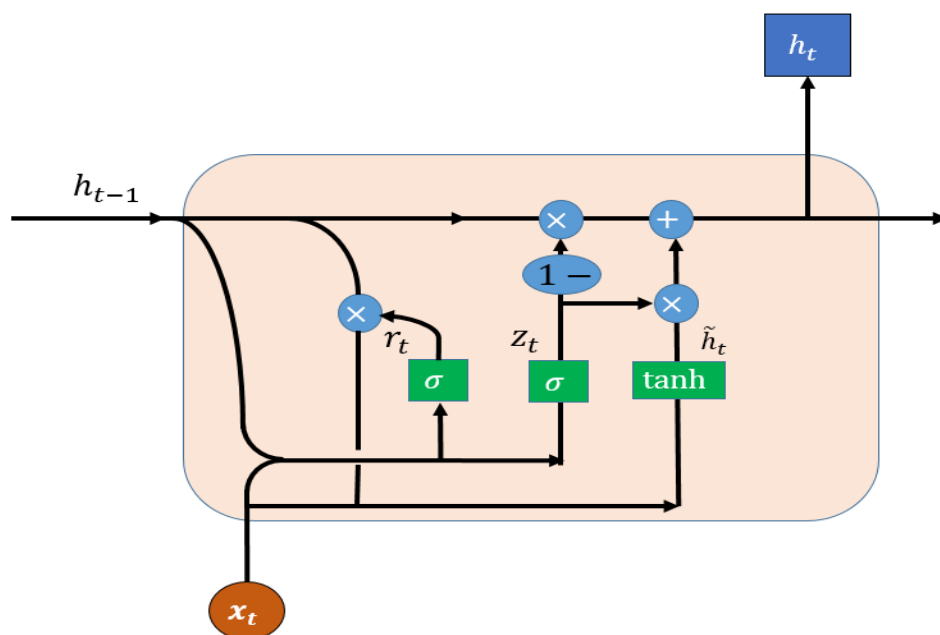 h_t
h_{t−1}
×
+
1 −
×
×
r_t
z_t
h̃_t
σ
σ
tanh
x_t